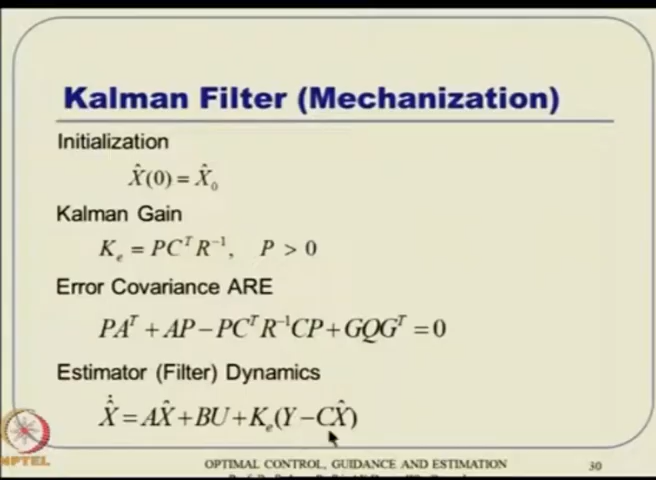 Kalman Filter (Mechanization)
Initialization
X̂(0) = X̂₀
Kalman Gain
Kₑ = PCᵀR⁻¹, P > 0
Error Covariance ARE
PAᵀ + AP − PCᵀR⁻¹CP + GQGᵀ = 0
Estimator (Filter) Dynamics
X̂̇ = AX̂ + BU + Kₑ(Y − CX̂)
NPTEL
OPTIMAL CONTROL, GUIDANCE AND ESTIMATION
30